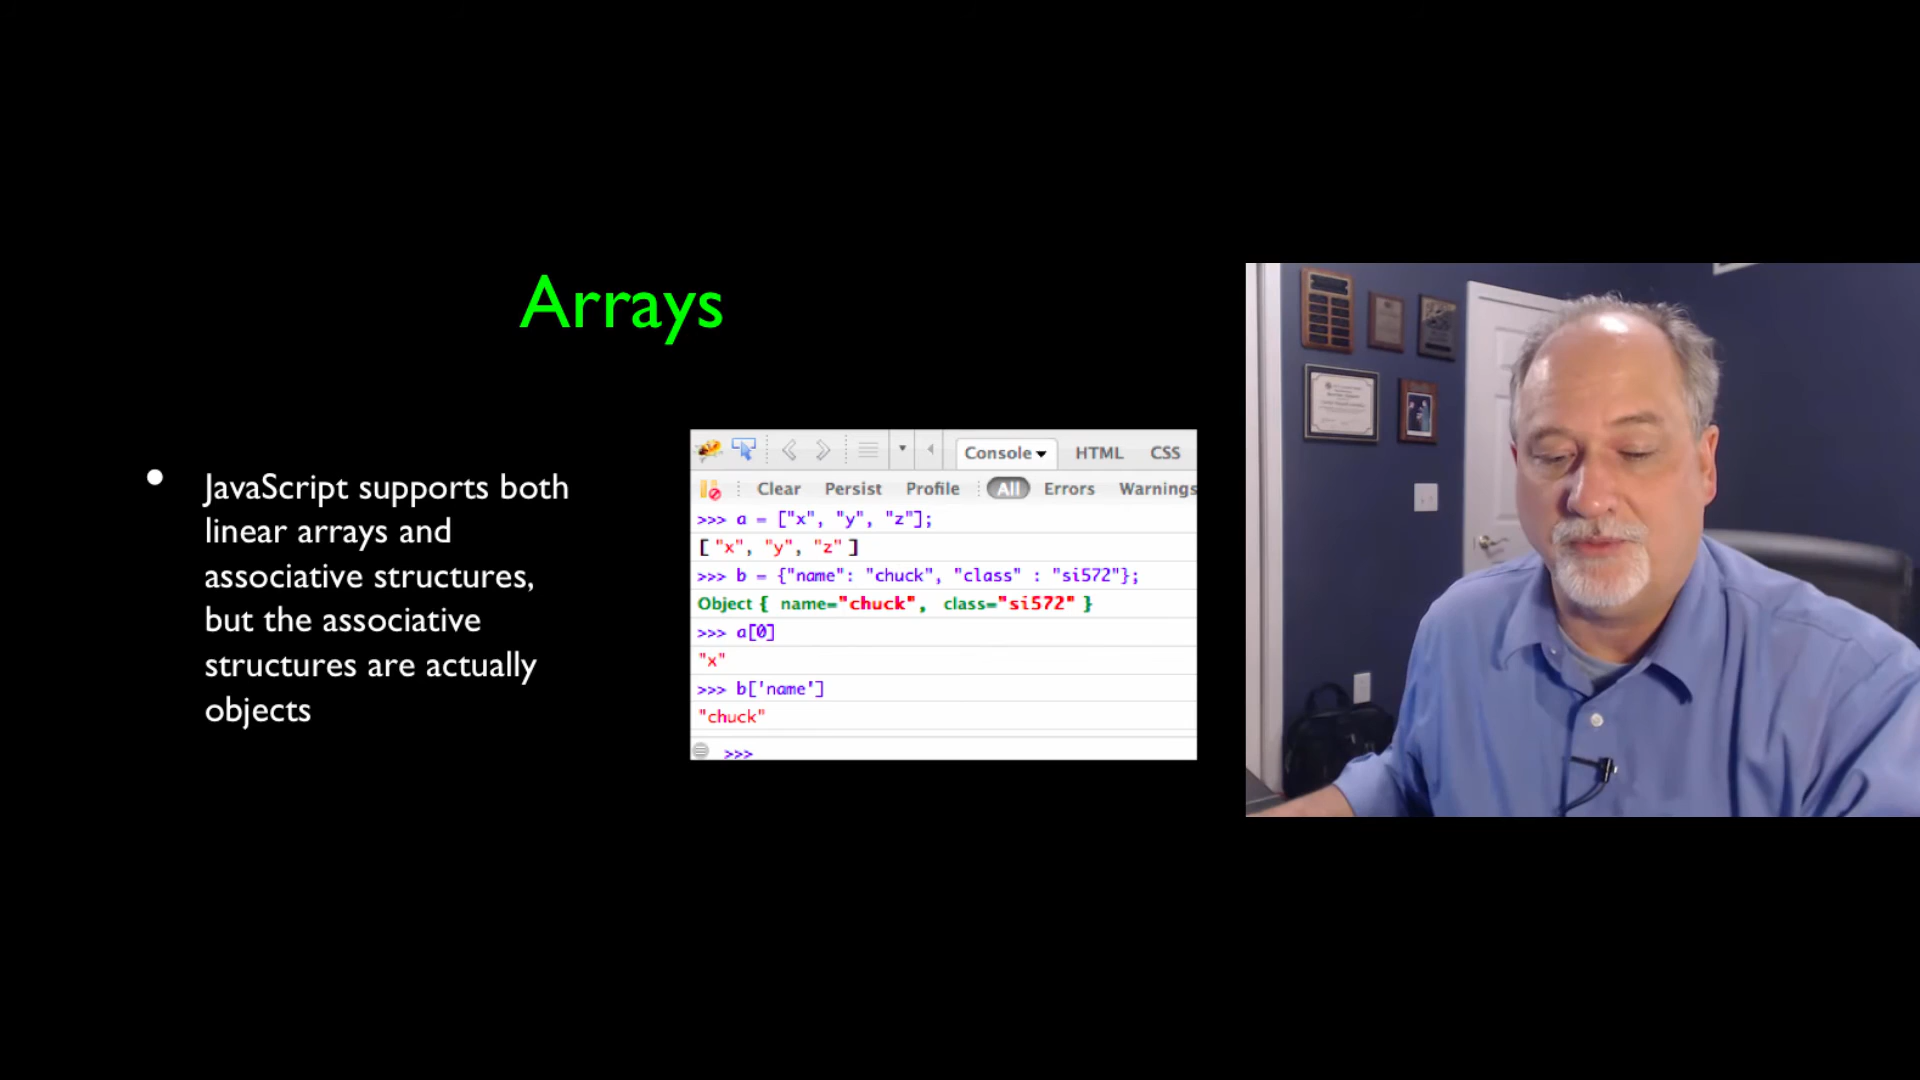 Arrays
JavaScript supports both
linear arrays and
associative structures,
but the associative
structures are actually
objects
Console HTML CSS
Clear Persist Profile All Errors Warnings
>>> a = ["x", "y", "z"];
["x", "y", "z"]
>>> b = {"name": "chuck", "class" : "si572"};
Object { name="chuck", class="si572" }
>>> a[0]
"x"
>>> b['name']
"chuck"
>>>